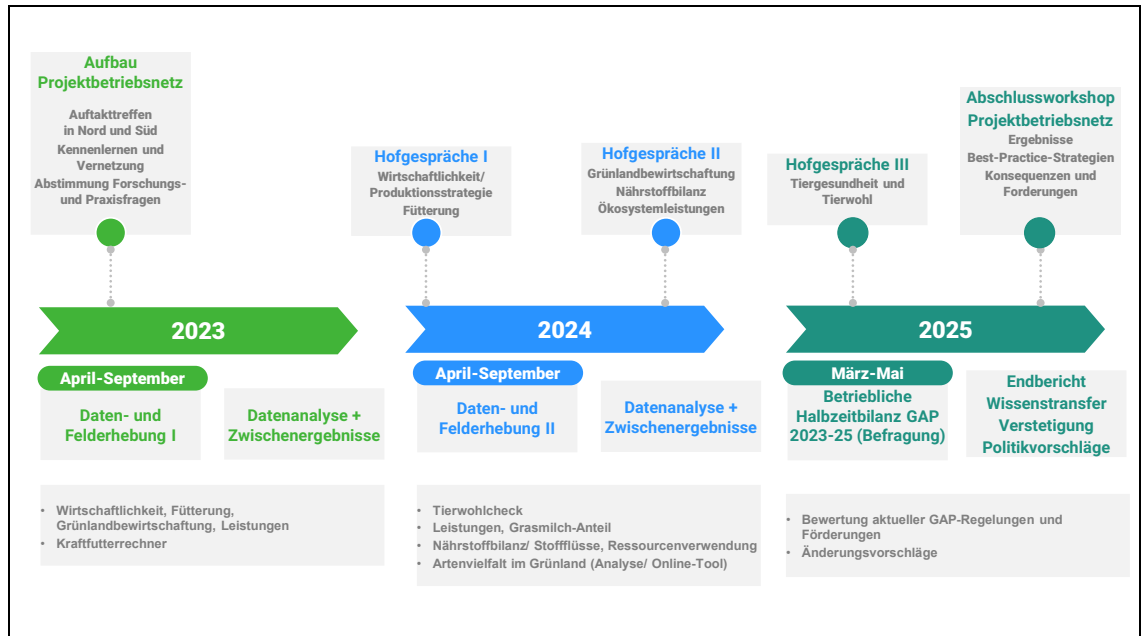 Aufbau
Projektbetriebsnetz
Auftakttreffen
in Nord und Süd
Kennenlernen und
Vernetzung
Abstimmung Forschungs-
und Praxisfragen
Hofgespräche I
Wirtschaftlichkeit/
Produktionsstrategie
Fütterung
Hofgespräche II
Grünlandbewirtschaftung
Nährstoffbilanz
Ökosystemleistungen
Hofgespräche III
Tiergesundheit und
Tierwohl
Abschlussworkshop
Projektbetriebsnetz
Ergebnisse
Best-Practice-Strategien
Konsequenzen und
Forderungen
2023
2024
2025
April-September
Daten- und
Felderhebung I
Datenanalyse +
Zwischenergebnisse
April-September
Daten- und
Felderhebung II
Datenanalyse +
Zwischenergebnisse
März-Mai
Betriebliche
Halbzeitbilanz GAP
2023-25 (Befragung)
Endbericht
Wissenstransfer
Verstetigung
Politikvorschläge
• Wirtschaftlichkeit, Fütterung,
Grünlandbewirtschaftung, Leistungen
• Kraftfutterrechner
• Tierwohlcheck
• Leistungen, Grasmilch-Anteil
• Nährstoffbilanz/ Stoffflüsse, Ressourcenverwendung
• Artenvielfalt im Grünland (Analyse/ Online-Tool)
• Bewertung aktueller GAP-Regelungen und
Förderungen
• Änderungsvorschläge